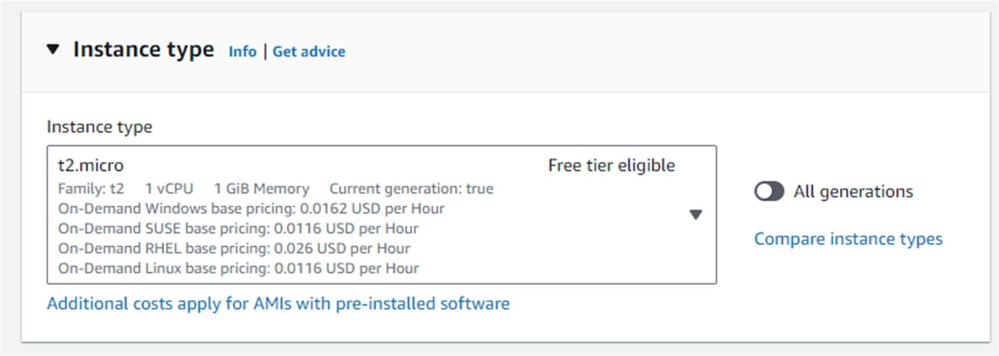 Instance type Info | Get advice
Instance type
t2.micro Free tier eligible
Family: t2 1 vCPU 1 GiB Memory Current generation: true
On-Demand Windows base pricing: 0.0162 USD per Hour
On-Demand SUSE base pricing: 0.0116 USD per Hour
On-Demand RHEL base pricing: 0.026 USD per Hour
On-Demand Linux base pricing: 0.0116 USD per Hour
All generations
Compare instance types
Additional costs apply for AMIs with pre-installed software